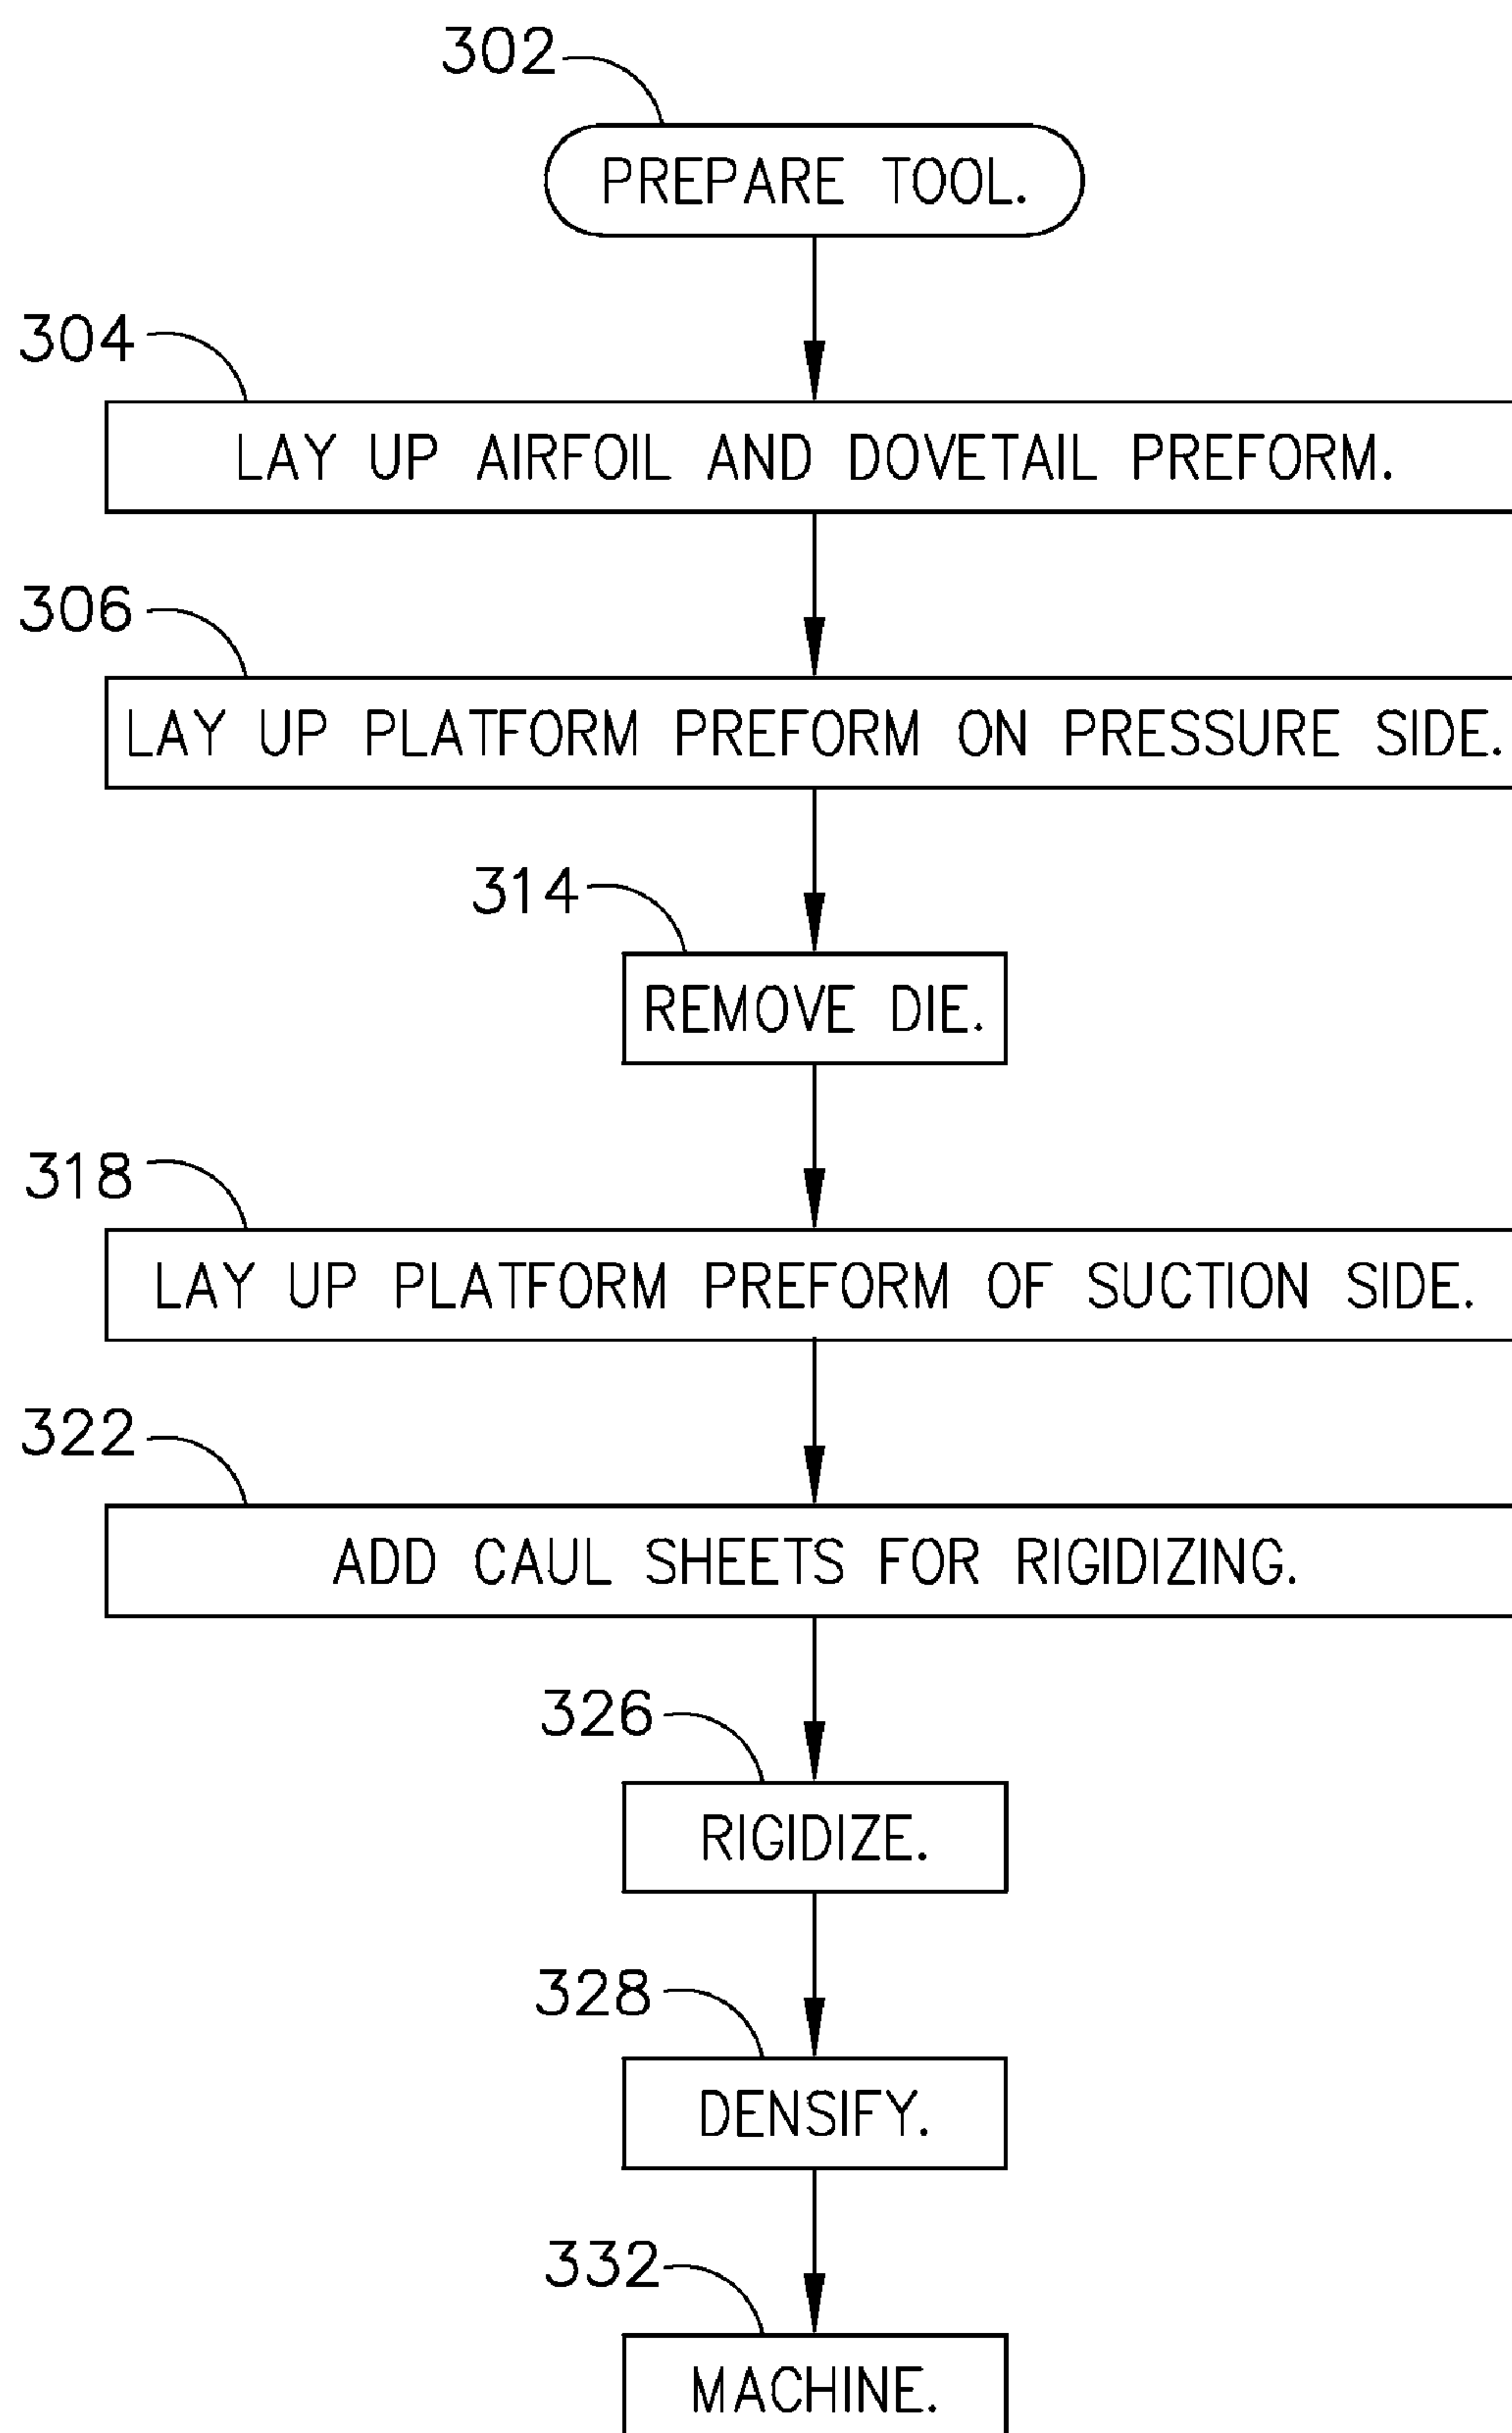 302
PREPARE TOOL.
304
LAY UP AIRFOIL AND DOVETAIL PREFORM.
306
LAY UP PLATFORM PREFORM ON PRESSURE SIDE.
314
REMOVE DIE.
318
LAY UP PLATFORM PREFORM OF SUCTION SIDE.
322
ADD CAUL SHEETS FOR RIGIDIZING.
326
RIGIDIZE.
328
DENSIFY.
332
MACHINE.